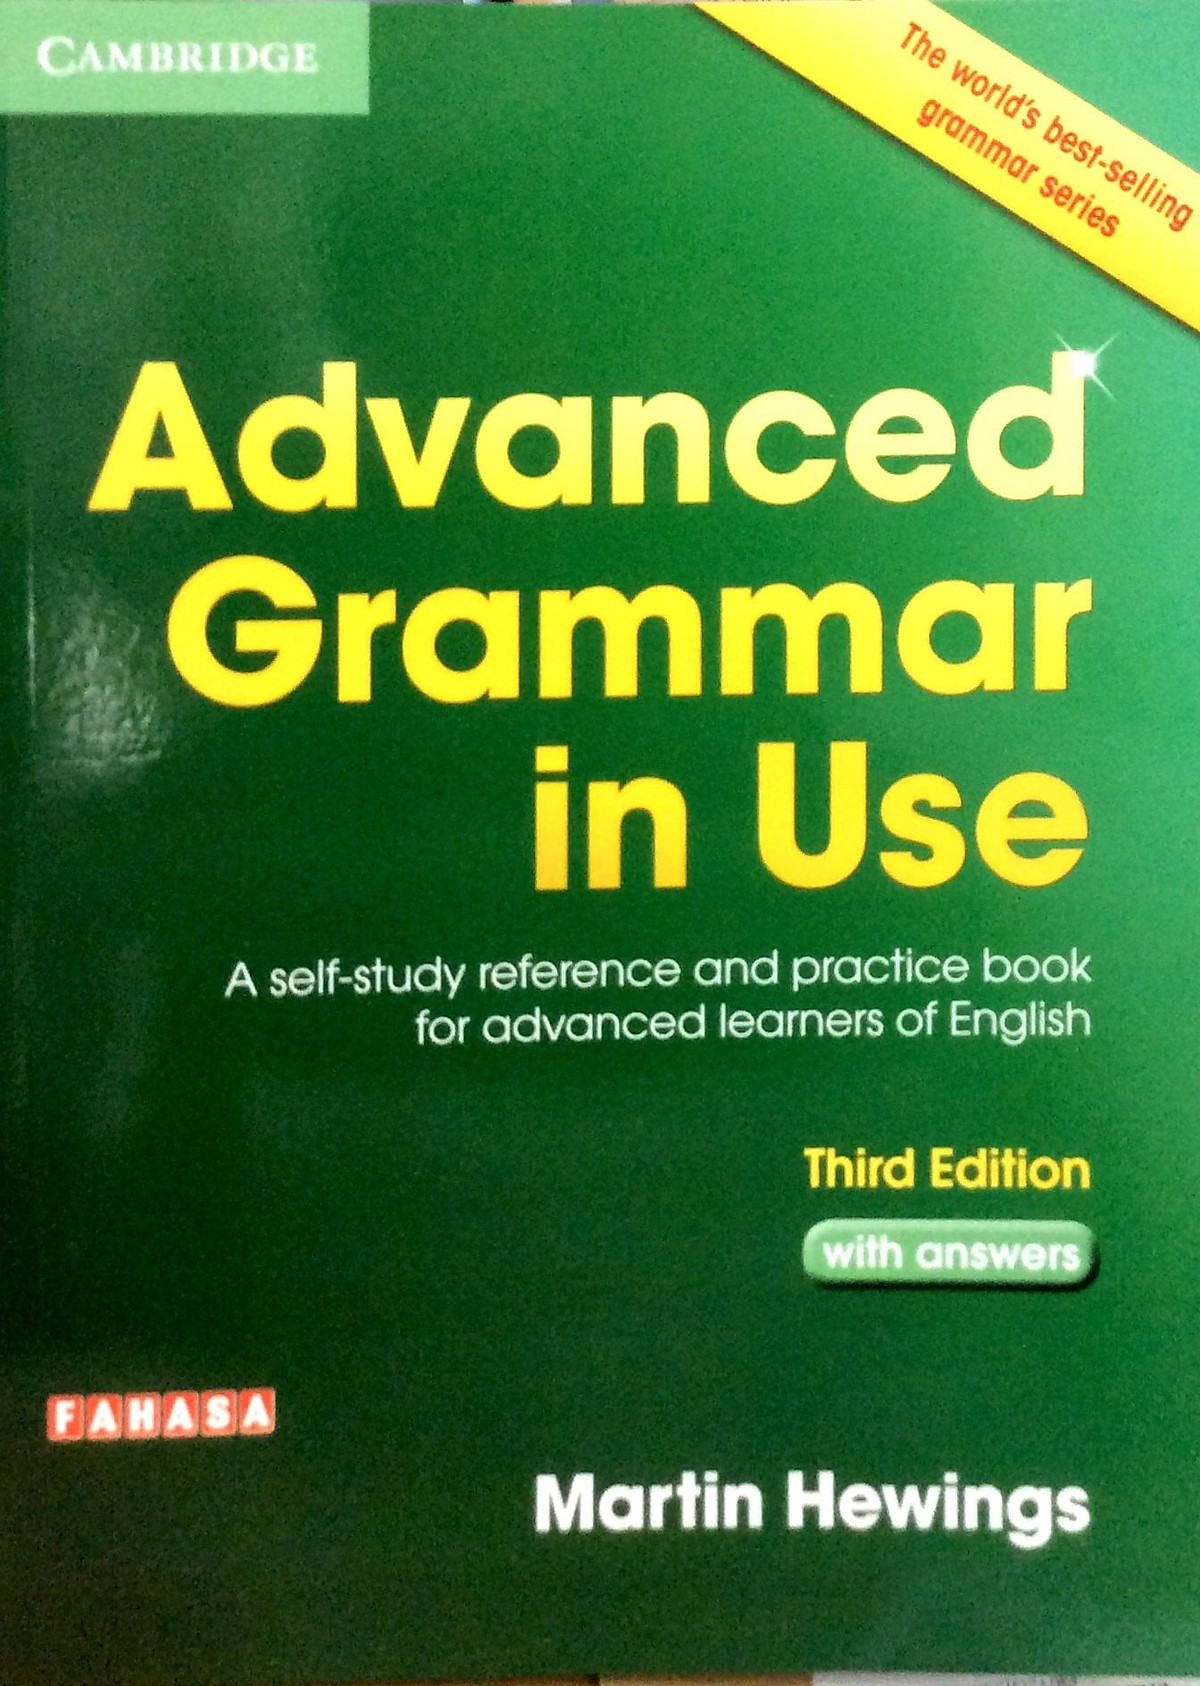 CAMBRIDGE
The world's best-selling
grammar series
Advanced
Grammar
in Use
A self-study reference and practice book
for advanced learners of English
Third Edition
with answers
FAHASA
Martin Hewings